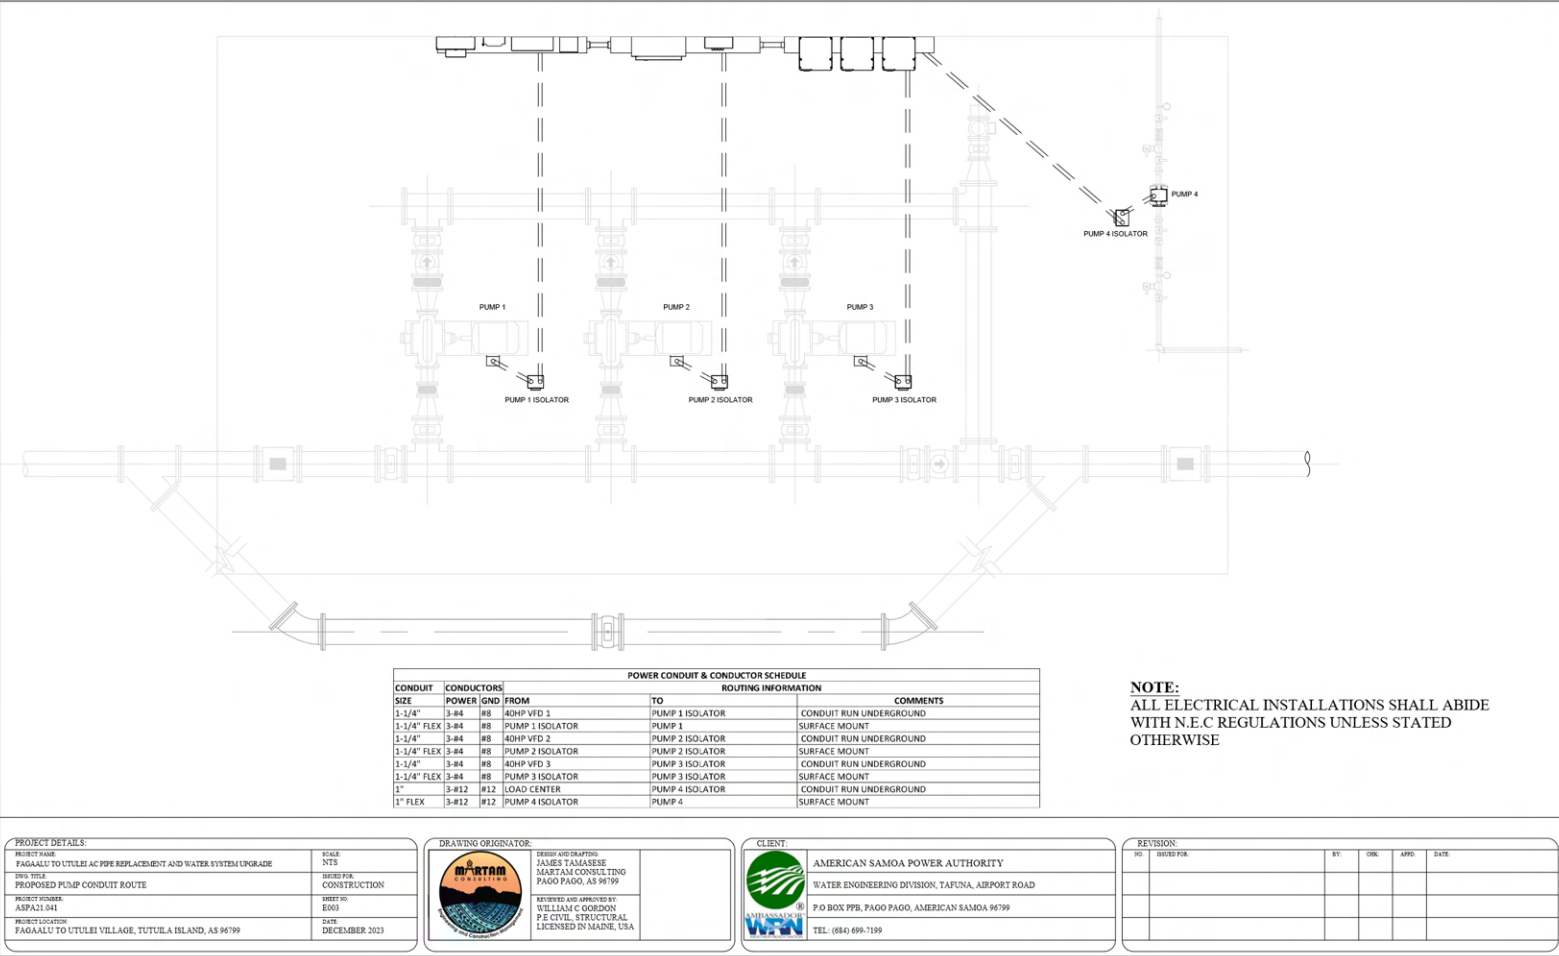 PUMP 4
PUMP 4 ISOLATOR
PUMP 1
PUMP 2
PUMP 3
PUMP 1 ISOLATOR
PUMP 2 ISOLATOR
PUMP 3 ISOLATOR
POWER CONDUIT & CONDUCTOR SCHEDULE
CONDUIT CONDUCTORS ROUTING INFORMATION
SIZE POWER GND FROM TO COMMENTS
1-1/4" 3-#4 #8 40HP VFD 1 PUMP 1 ISOLATOR CONDUIT RUN UNDERGROUND
1-1/4" FLEX 3-#4 #8 PUMP 1 ISOLATOR PUMP 1 SURFACE MOUNT
1-1/4" 3-#4 #8 40HP VFD 2 PUMP 2 ISOLATOR CONDUIT RUN UNDERGROUND
1-1/4" FLEX 3-#4 #8 PUMP 2 ISOLATOR PUMP 2 ISOLATOR SURFACE MOUNT
1-1/4" 3-#4 #8 40HP VFD 3 PUMP 3 ISOLATOR CONDUIT RUN UNDERGROUND
1-1/4" FLEX 3-#4 #8 PUMP 3 ISOLATOR PUMP 3 ISOLATOR SURFACE MOUNT
1" 3-#12 #12 LOAD CENTER PUMP 4 ISOLATOR CONDUIT RUN UNDERGROUND
1" FLEX 3-#12 #12 PUMP 4 ISOLATOR PUMP 4 SURFACE MOUNT
NOTE:
ALL ELECTRICAL INSTALLATIONS SHALL ABIDE
WITH N.E.C REGULATIONS UNLESS STATED
OTHERWISE
PROJECT DETAILS:
PROJECT NAME:
FAGAALU TO UTULEI AC PIPE REPLACEMENT AND WATER SYSTEM UPGRADE
SCALE:
NTS
DWG. TITLE:
PROPOSED PUMP CONDUIT ROUTE
ISSUED FOR:
CONSTRUCTION
PROJECT NUMBER:
ASPA21.041
SHEET NO:
E003
PROJECT LOCATION:
FAGAALU TO UTULEI VILLAGE, TUTUILA ISLAND, AS 96799
DATE:
DECEMBER 2023
DRAWING ORIGINATOR:
MARTAM
CONSULTING
Engineering and Construction Management
DESIGN AND DRAFTING:
JAMES TAMASESE
MARTAM CONSULTING
PAGO PAGO, AS 96799
REVIEWED AND APPROVED BY:
WILLIAM C GORDON
P.E CIVIL, STRUCTURAL
LICENSED IN MAINE, USA
CLIENT:
®
AMBASSADOR
WRN
AMERICAN SAMOA POWER AUTHORITY
WATER ENGINEERING DIVISION, TAFUNA, AIRPORT ROAD
P.O BOX PPB, PAGO PAGO, AMERICAN SAMOA 96799
TEL: (684) 699-7199
REVISION:
NO. ISSUED FOR: BY: CHK: APPD: DATE: